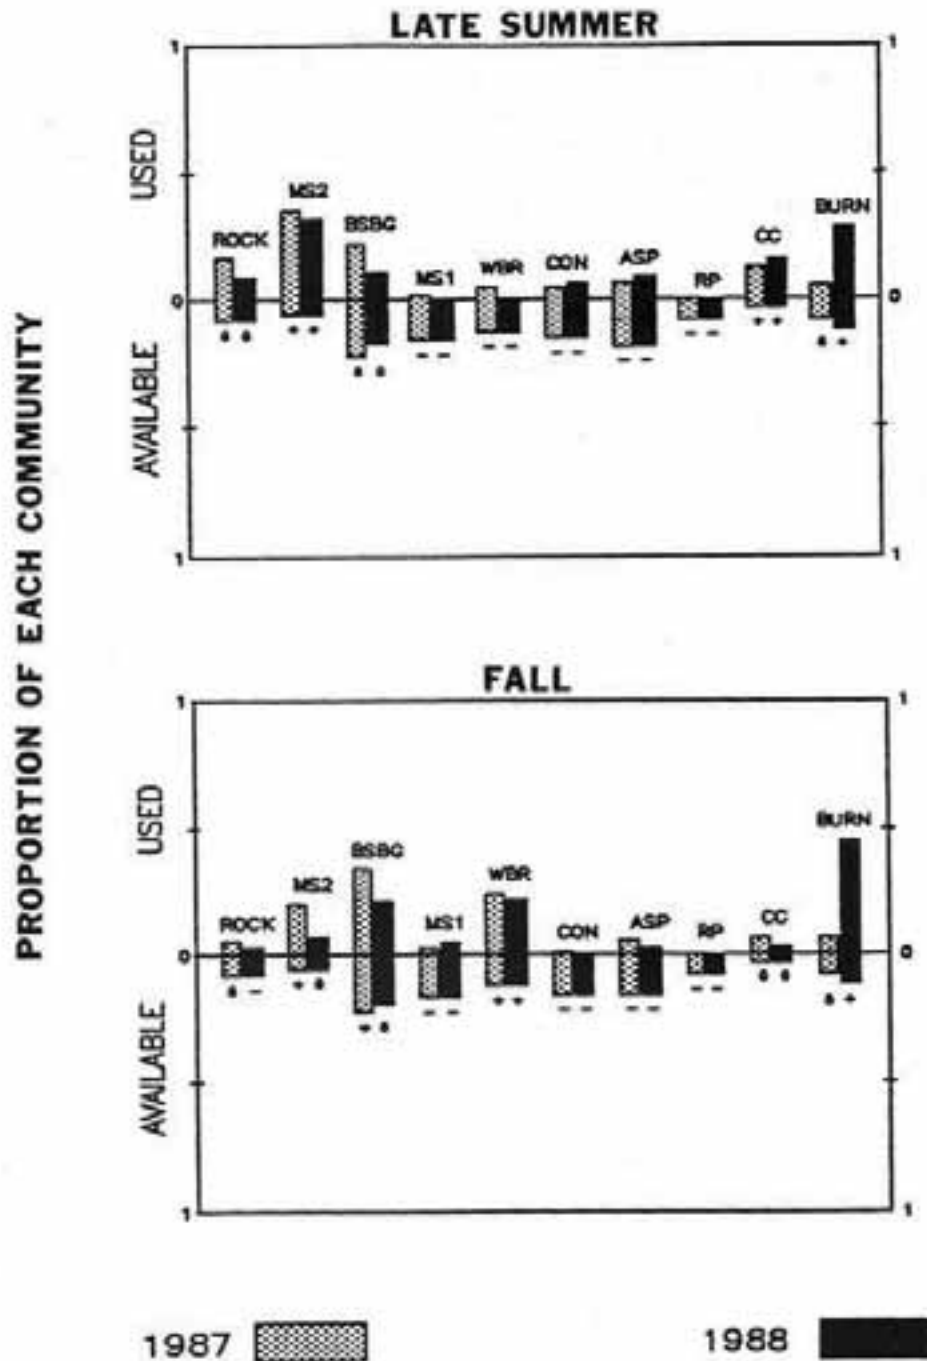 LATE SUMMER
1 1
USED
MS2
BURN
ROCK BSBG CC
MS1 WBR CON ASP RP
0 0
+ + - - - - - - - - - - + + +
AVAILABLE
1 1
PROPORTION OF EACH COMMUNITY
FALL
1 1
USED
BURN
BSBG
MS2 WBR
ROCK MS1 CON ASP RP CC
0 0
- + + - - + + - - - - - - +
AVAILABLE
1 1
1987 1988